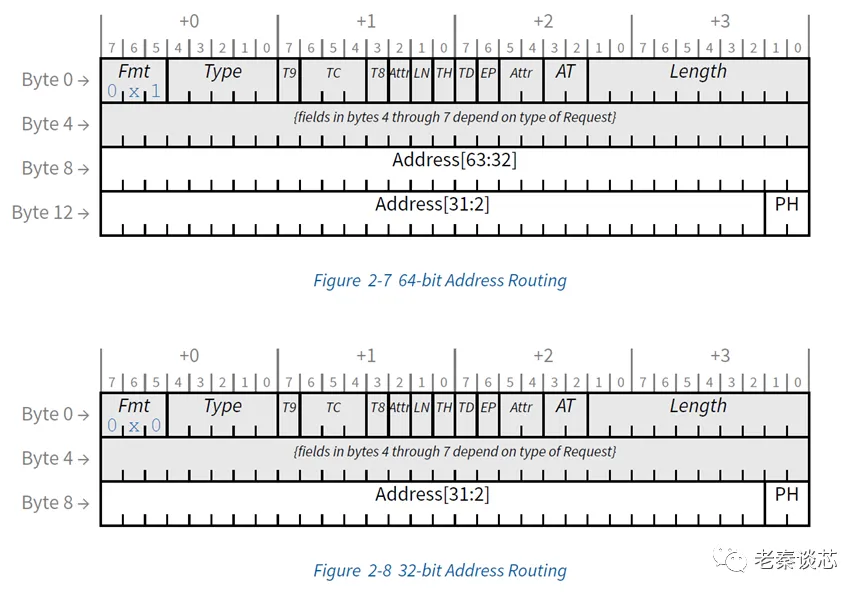 +0 +1 +2 +3
7 6 5 4 3 2 1 0 7 6 5 4 3 2 1 0 7 6 5 4 3 2 1 0 7 6 5 4 3 2 1 0
Byte 0 → Fmt Type T9 TC T8 Attr LN TH TD EP Attr AT Length
0 x 1
Byte 4 → {fields in bytes 4 through 7 depend on type of Request}
Byte 8 → Address[63:32]
Byte 12 → Address[31:2] PH
Figure 2-7 64-bit Address Routing
+0 +1 +2 +3
7 6 5 4 3 2 1 0 7 6 5 4 3 2 1 0 7 6 5 4 3 2 1 0 7 6 5 4 3 2 1 0
Byte 0 → Fmt Type T9 TC T8 Attr LN TH TD EP Attr AT Length
0 x 0
Byte 4 → {fields in bytes 4 through 7 depend on type of Request}
Byte 8 → Address[31:2] PH
Figure 2-8 32-bit Address Routing
老秦谈芯